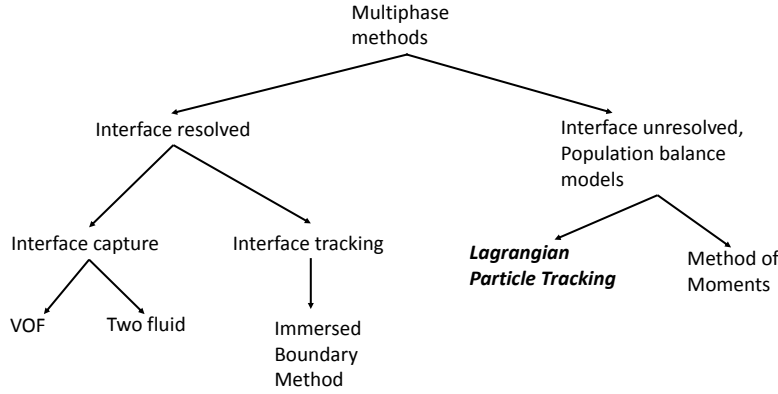 Multiphase
methods
Interface resolved
Interface unresolved,
Population balance
models
Interface capture
Interface tracking
Lagrangian
Particle Tracking
Method of
Moments
VOF
Two fluid
Immersed
Boundary
Method